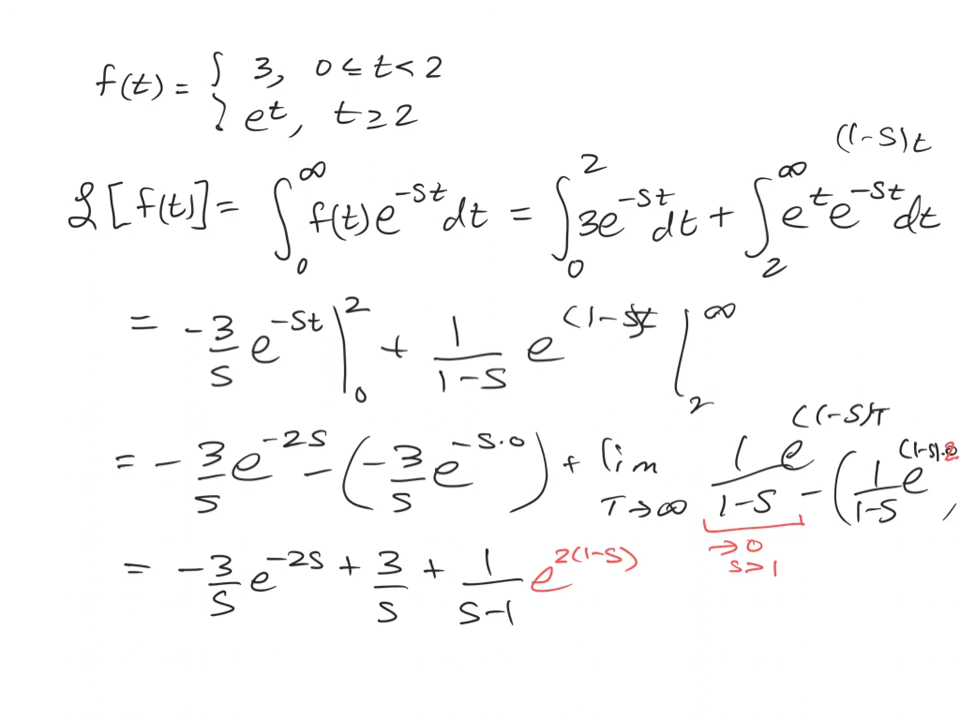 f(t) = { 3, 0 ≤ t < 2
e^t, t ≥ 2
(1-s)t
ℒ[f(t)] = ∫_0^∞ f(t)e^{-st}dt = ∫_0^2 3e^{-st}dt + ∫_2^∞ e^t e^{-st}dt
= -3/s e^{-st} |_0^2 + 1/(1-s) e^{(1-s)t} |_2^∞
= -3/s e^{-2s} - (-3/s e^{-s·0}) + lim_{T→∞} 1/(1-s) e^{(1-s)T} - (1/(1-s) e^{(1-s)·2})
→0
s>1
= -3/s e^{-2s} + 3/s + 1/(s-1) e^{2(1-s)}